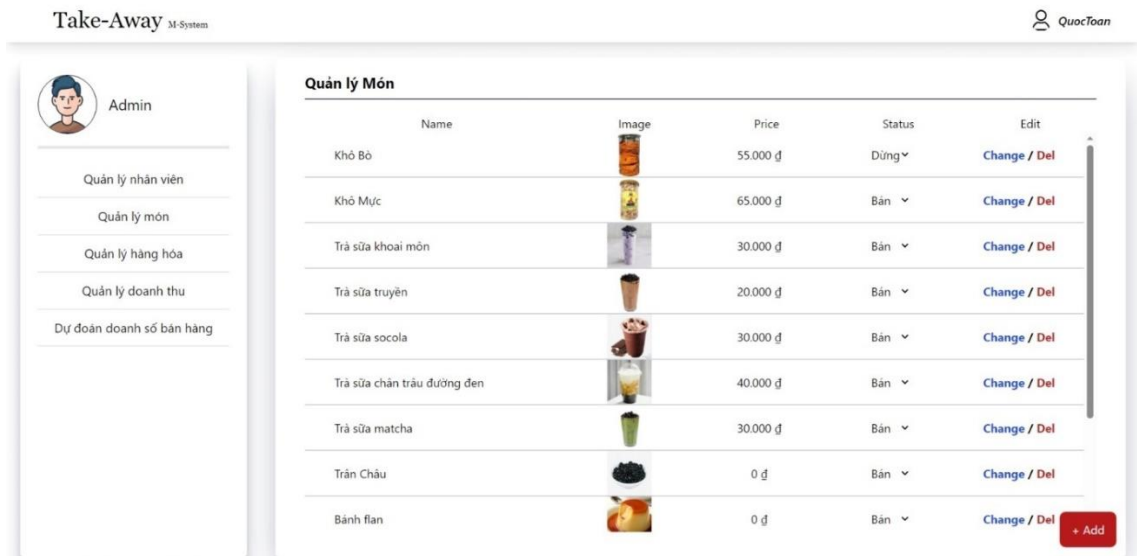 Take-Away M-System
QuocToan
Admin
Quản lý nhân viên
Quản lý món
Quản lý hàng hóa
Quản lý doanh thu
Dự đoán doanh số bán hàng
Quản lý Món
Name Image Price Status Edit
Khô Bò 55.000 ₫ Dừng Change / Del
Khô Mực 65.000 ₫ Bán Change / Del
Trà sữa khoai môn 30.000 ₫ Bán Change / Del
Trà sữa truyền 20.000 ₫ Bán Change / Del
Trà sữa socola 30.000 ₫ Bán Change / Del
Trà sữa chân trâu đường đen 40.000 ₫ Bán Change / Del
Trà sữa matcha 30.000 ₫ Bán Change / Del
Trân Châu 0 ₫ Bán Change / Del
Bánh flan 0 ₫ Bán Change / Del
+ Add